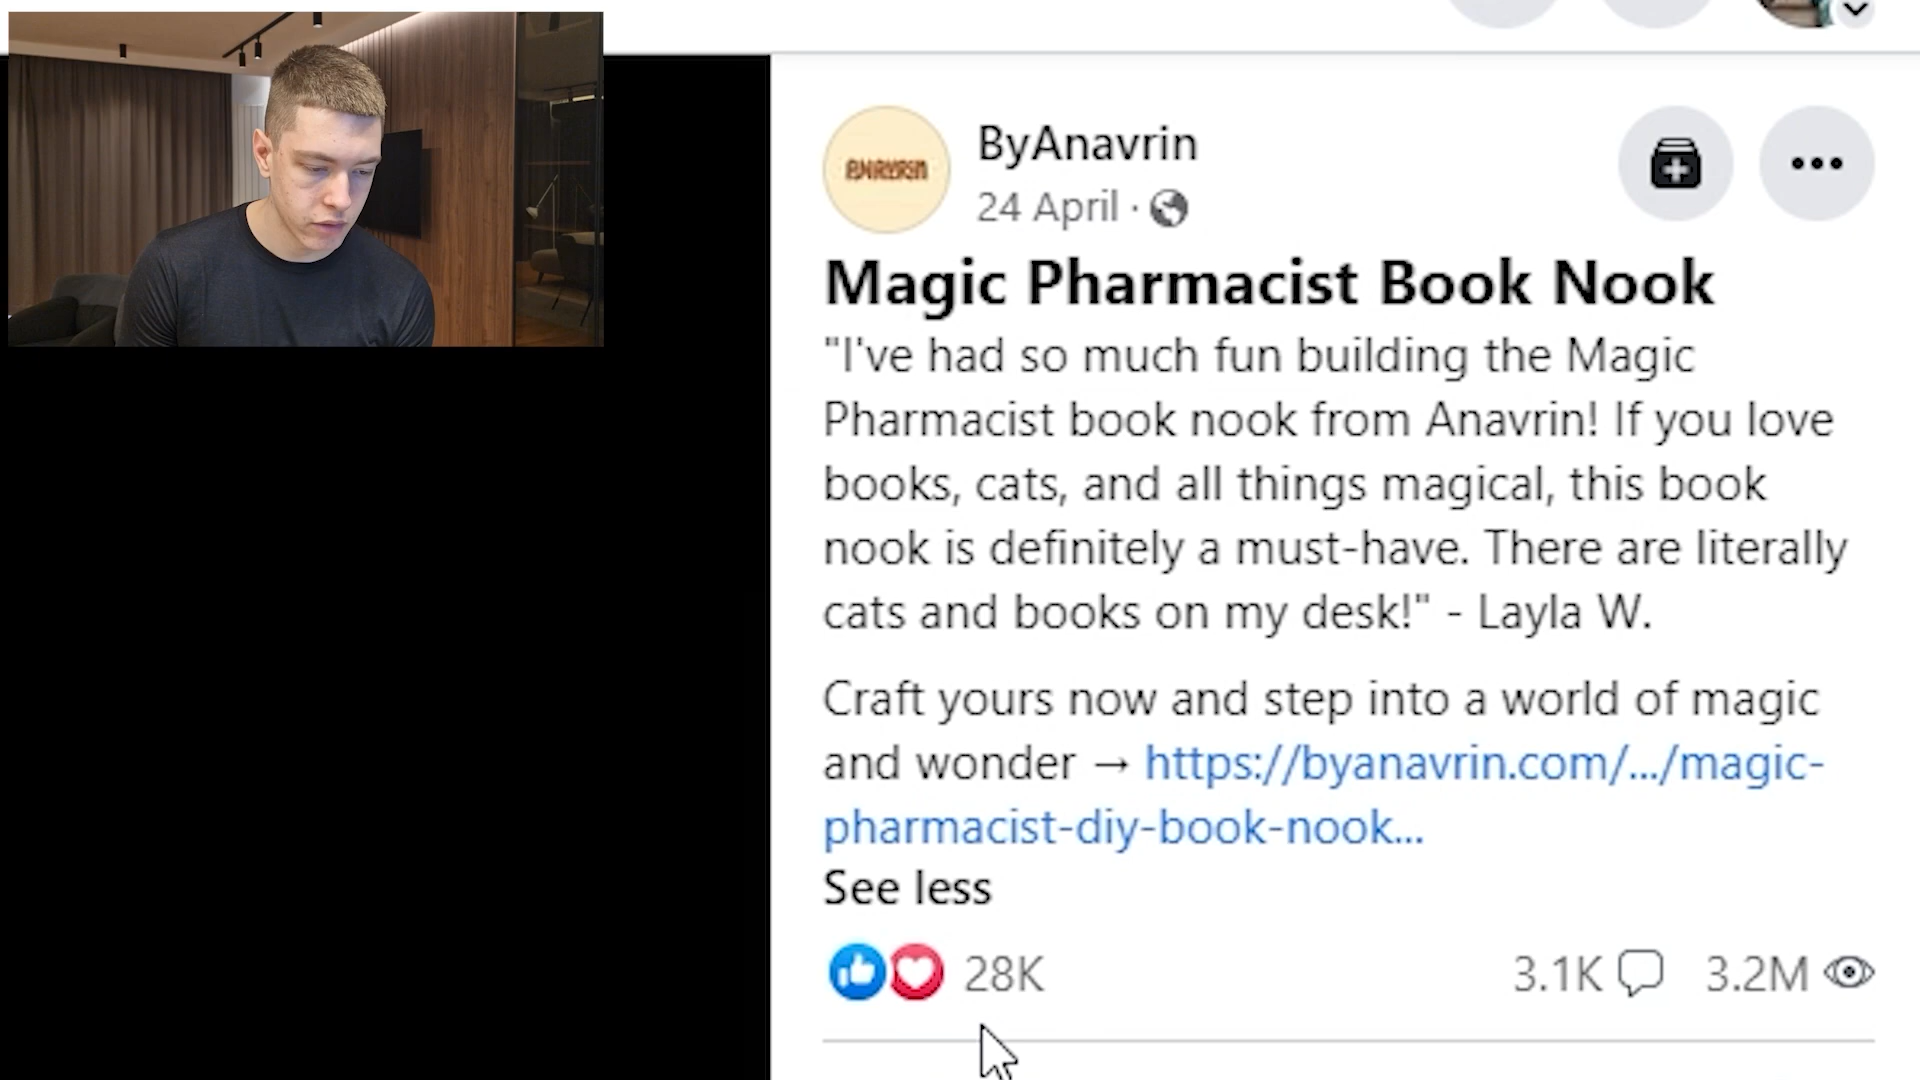 ANAVRIN
ByAnavrin
24 April ·
Magic Pharmacist Book Nook
"I've had so much fun building the Magic
Pharmacist book nook from Anavrin! If you love
books, cats, and all things magical, this book
nook is definitely a must-have. There are literally
cats and books on my desk!" - Layla W.
Craft yours now and step into a world of magic
and wonder → https://byanavrin.com/.../magic-
pharmacist-diy-book-nook...
See less
28K
3.1K
3.2M